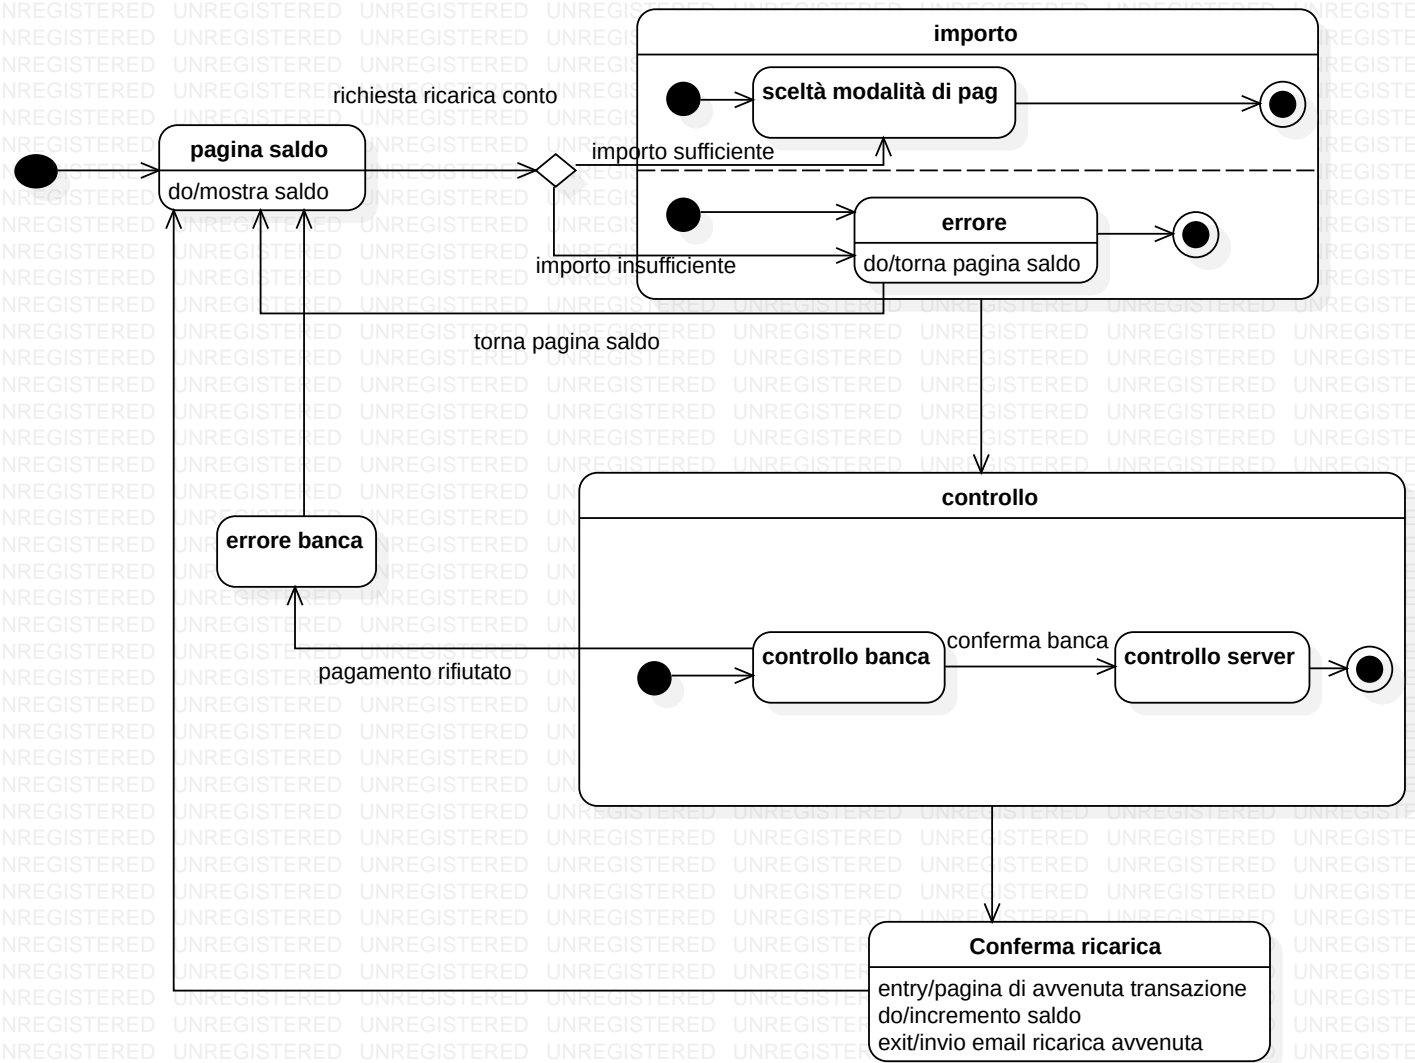 importo
sceltà modalità di pag
richiesta ricarica conto
pagina saldo
do/mostra saldo
importo sufficiente
errore
do/torna pagina saldo
importo insufficiente
torna pagina saldo
controllo
errore banca
pagamento rifiutato
controllo banca
conferma banca
controllo server
Conferma ricarica
entry/pagina di avvenuta transazione
do/incremento saldo
exit/invio email ricarica avvenuta
UNREGISTERED